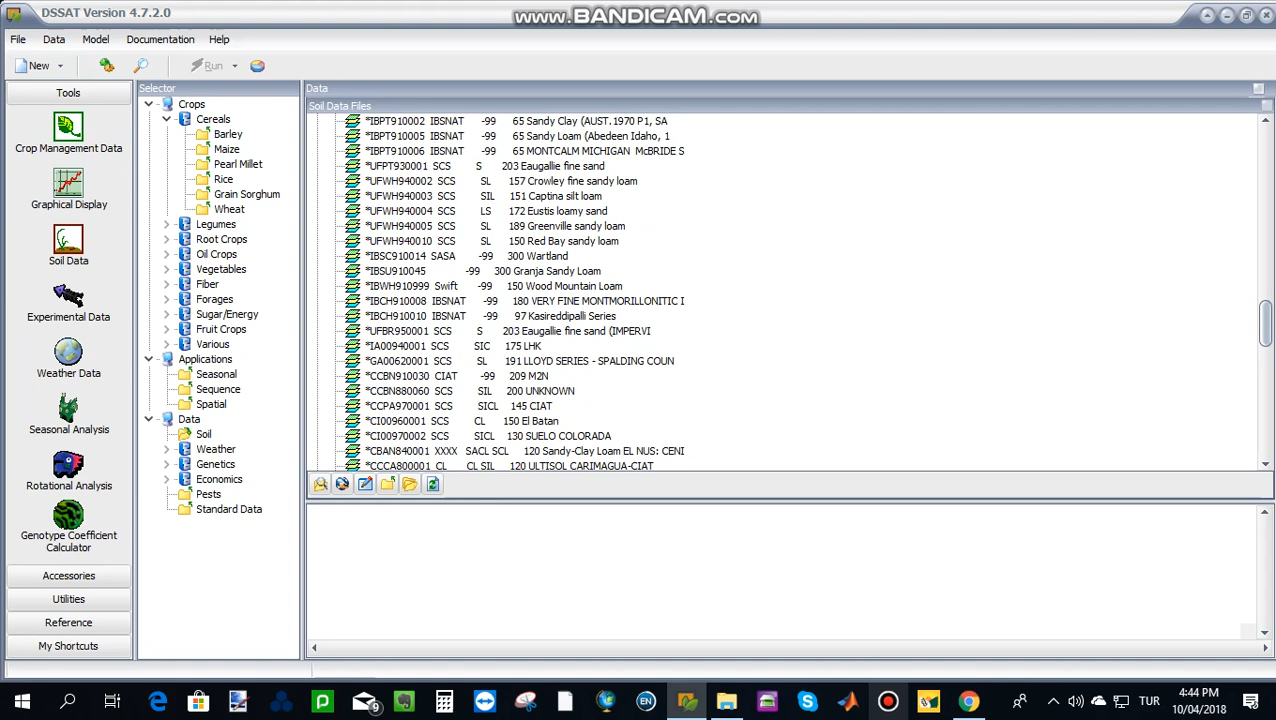 DSSAT Version 4.7.2.0
www.BANDICAM.com
File Data Model Documentation Help
New Run
Tools
Crop Management Data
Graphical Display
Soil Data
Experimental Data
Weather Data
Seasonal Analysis
Rotational Analysis
Genotype Coefficient
Calculator
Accessories
Utilities
Reference
My Shortcuts
Selector
Crops
Cereals
Barley
Maize
Pearl Millet
Rice
Grain Sorghum
Wheat
Legumes
Root Crops
Oil Crops
Vegetables
Fiber
Forages
Sugar/Energy
Fruit Crops
Various
Applications
Seasonal
Sequence
Spatial
Data
Soil
Weather
Genetics
Economics
Pests
Standard Data
Data
Soil Data Files
*IBPT910002 IBSNAT -99 65 Sandy Clay (AUST.1970 P1, SA
*IBPT910005 IBSNAT -99 65 Sandy Loam (Abedeen Idaho, 1
*IBPT910006 IBSNAT -99 65 MONTCALM MICHIGAN McBRIDE S
*UFPT930001 SCS S 203 Eaugallie fine sand
*UFWH940002 SCS SL 157 Crowley fine sandy loam
*UFWH940003 SCS SIL 151 Captina silt loam
*UFWH940004 SCS LS 172 Eustis loamy sand
*UFWH940005 SCS SL 189 Greenville sandy loam
*UFWH940010 SCS SL 150 Red Bay sandy loam
*IBSC910014 SASA -99 300 Wartland
*IBSU910045 -99 300 Granja Sandy Loam
*IBWH910999 Swift -99 150 Wood Mountain Loam
*IBCH910008 IBSNAT -99 180 VERY FINE MONTMORILLONITIC I
*IBCH910010 IBSNAT -99 97 Kasireddipalli Series
*UFBR950001 SCS S 203 Eaugallie fine sand (IMPERVI
*IA00940001 SCS SIC 175 LHK
*GA00620001 SCS SL 191 LLOYD SERIES - SPALDING COUN
*CCBN910030 CIAT -99 209 M2N
*CCBN880060 SCS SIL 200 UNKNOWN
*CCPA970001 SCS SICL 145 CIAT
*CI00960001 SCS CL 150 El Batan
*CI00970002 SCS SICL 130 SUELO COLORADA
*CBAN840001 XXXX SACL SCL 120 Sandy-Clay Loam EL NUS: CENI
*CCCA800001 CL CL SIL 120 ULTISOL CARIMAGUA-CIAT
9
EN
TUR
4:44 PM
10/04/2018